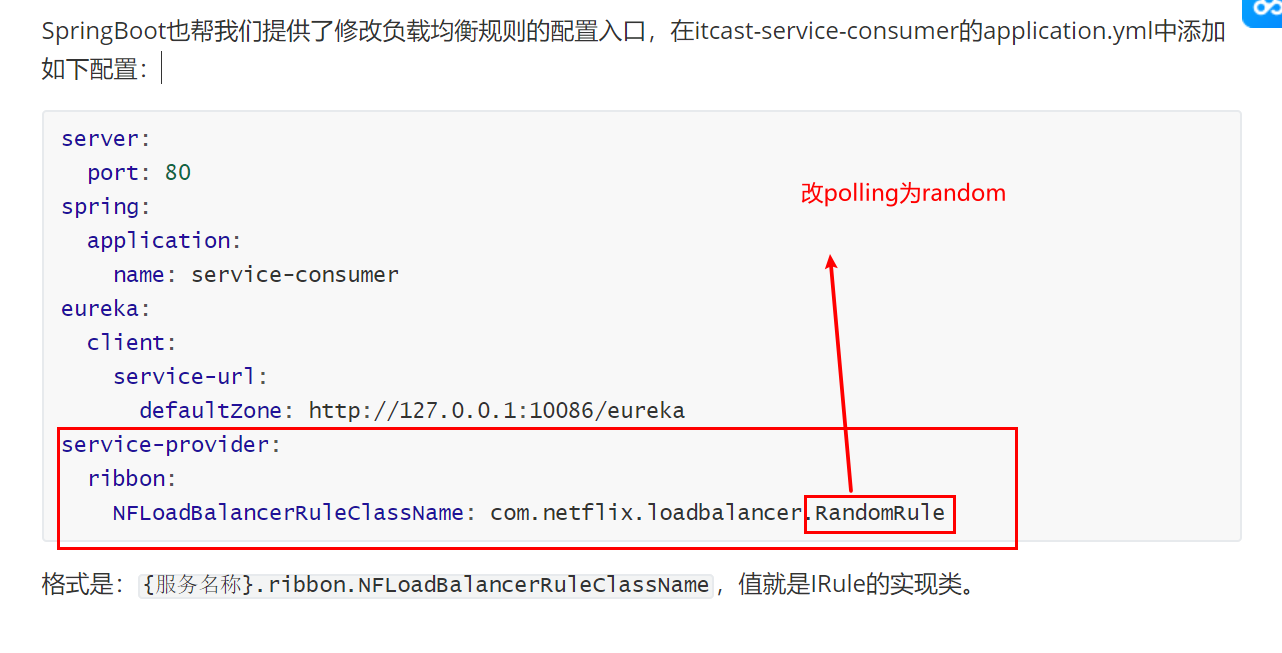 SpringBoot也帮我们提供了修改负载均衡规则的配置入口，在itcast-service-consumer的application.yml中添加
如下配置：
server:
  port: 80
改polling为random
spring:
  application:
    name: service-consumer
eureka:
  client:
    service-url:
      defaultZone: http://127.0.0.1:10086/eureka
service-provider:
  ribbon:
    NFLoadBalancerRuleClassName: com.netflix.loadbalancer.RandomRule
格式是：{服务名称}.ribbon.NFLoadBalancerRuleClassName，值就是IRule的实现类。